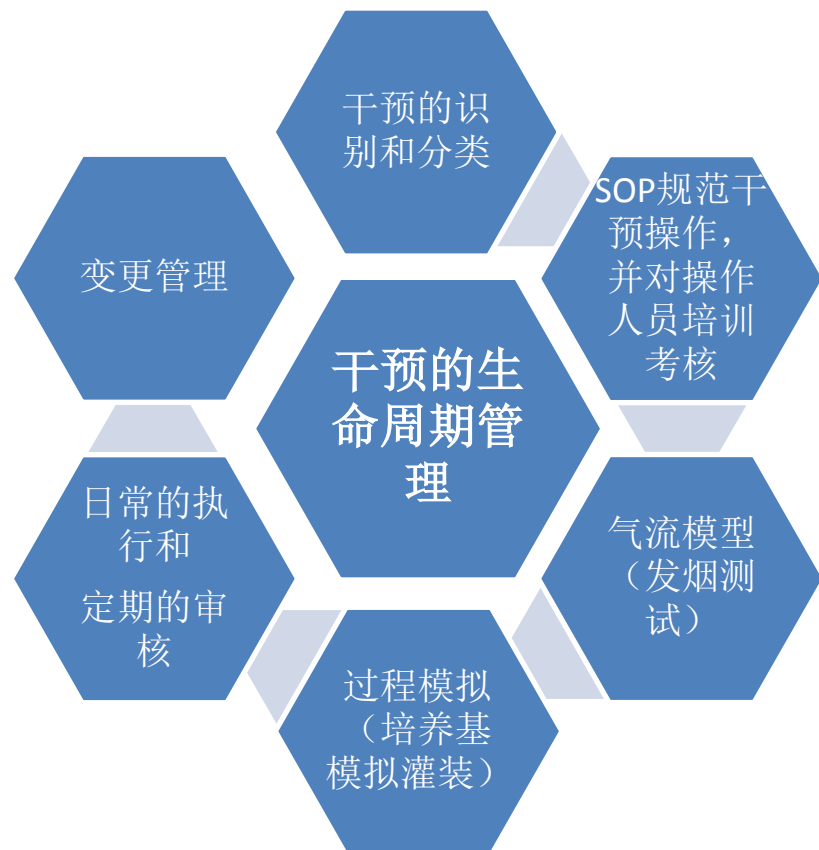 干预的识
别和分类
SOP规范干
预操作，
并对操作
人员培训
考核
变更管理
干预的生
命周期管
理
日常的执
行和
定期的审
核
气流模型
（发烟测
试）
过程模拟
（培养基
模拟灌装）